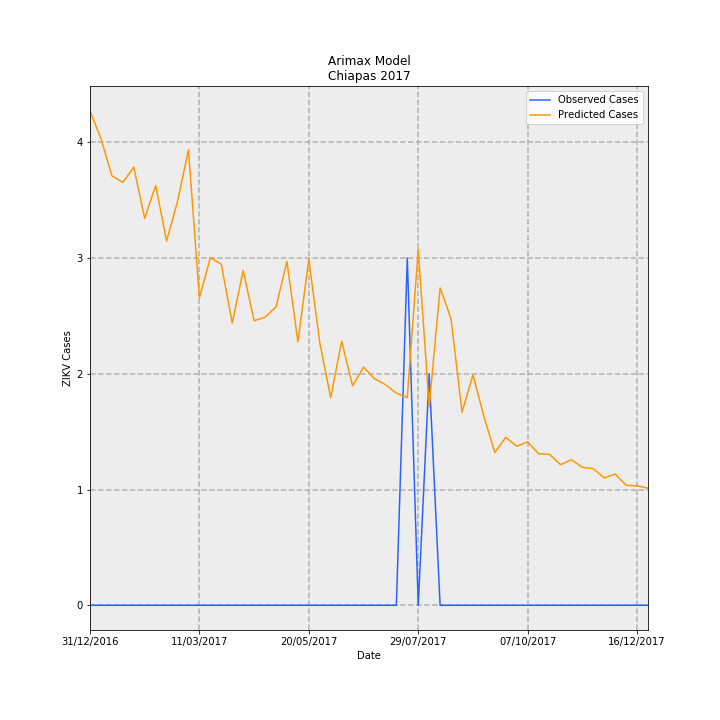 Arimax Model
Chiapas 2017
Observed Cases
Predicted Cases
ZIKV Cases
4
3
2
1
0
31/12/2016
11/03/2017
20/05/2017
29/07/2017
07/10/2017
16/12/2017
Date